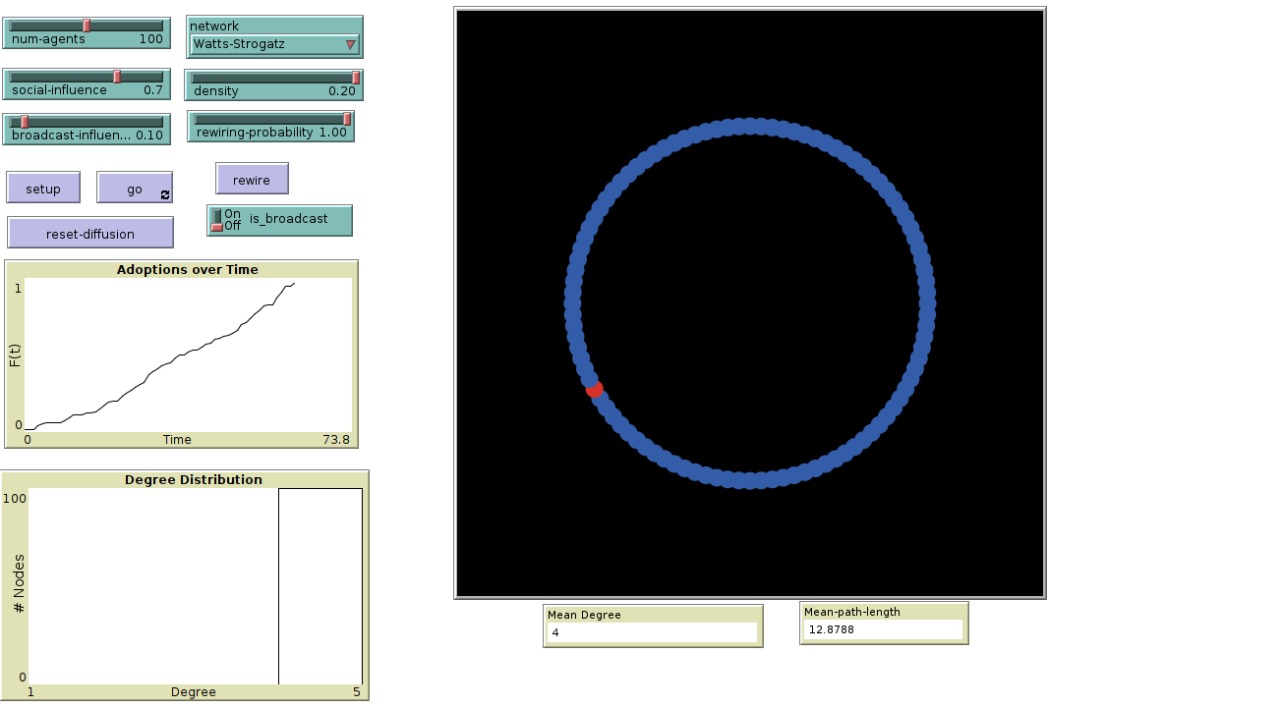 num-agents 100
network
Watts-Strogatz
social-influence 0.7
density 0.20
broadcast-influen... 0.10
rewiring-probability 1.00
setup
go
rewire
On
Off
is_broadcast
reset-diffusion
Adoptions over Time
1
F(t)
0
0 Time 73.8
Degree Distribution
100
# Nodes
0
1 Degree 5
Mean Degree
4
Mean-path-length
12.8788